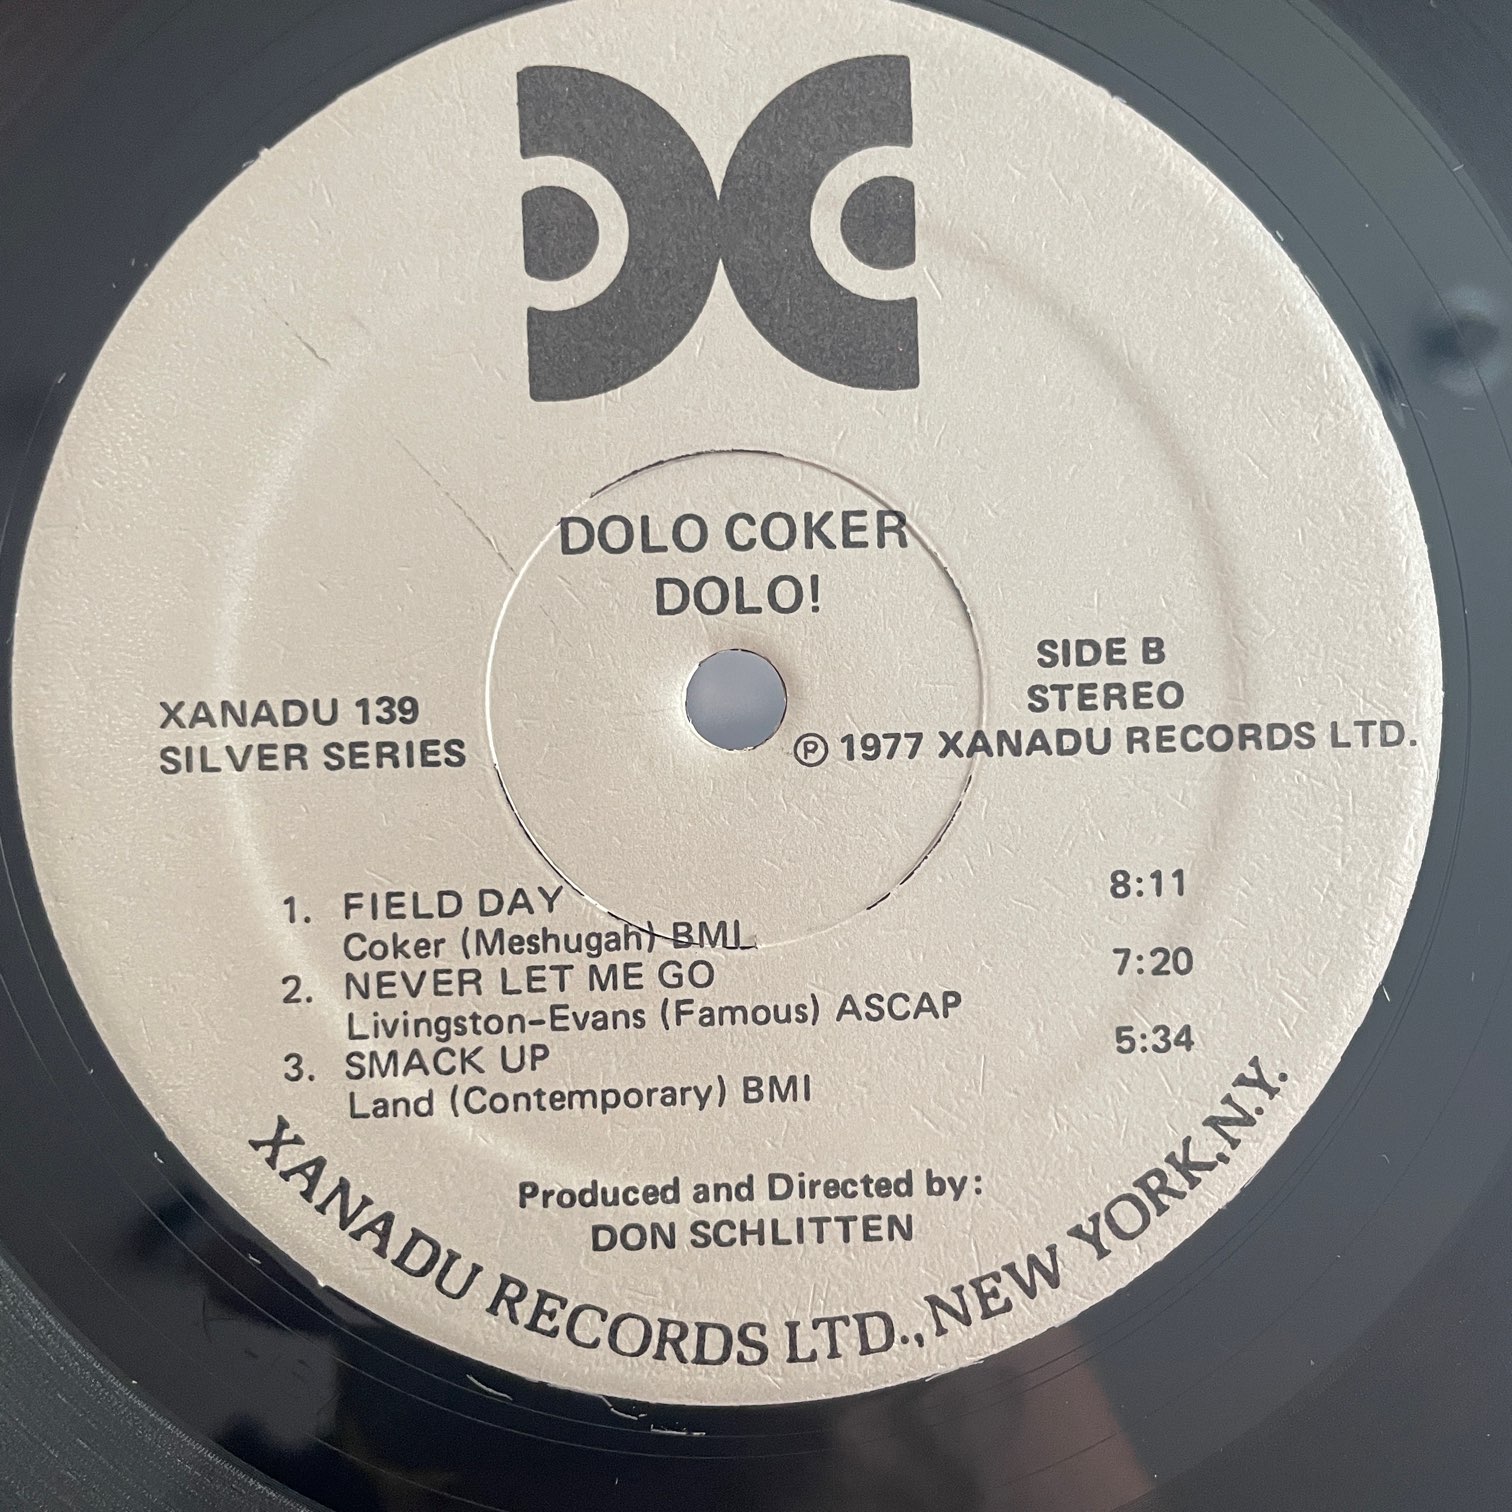 DOLO COKER
DOLO!
XANADU 139
SILVER SERIES
SIDE B
STEREO
℗ 1977 XANADU RECORDS LTD.
1. FIELD DAY 8:11
Coker (Meshugah) BMI
2. NEVER LET ME GO 7:20
Livingston-Evans (Famous) ASCAP
3. SMACK UP 5:34
Land (Contemporary) BMI
Produced and Directed by:
DON SCHLITTEN
XANADU RECORDS LTD., NEW YORK, N.Y.